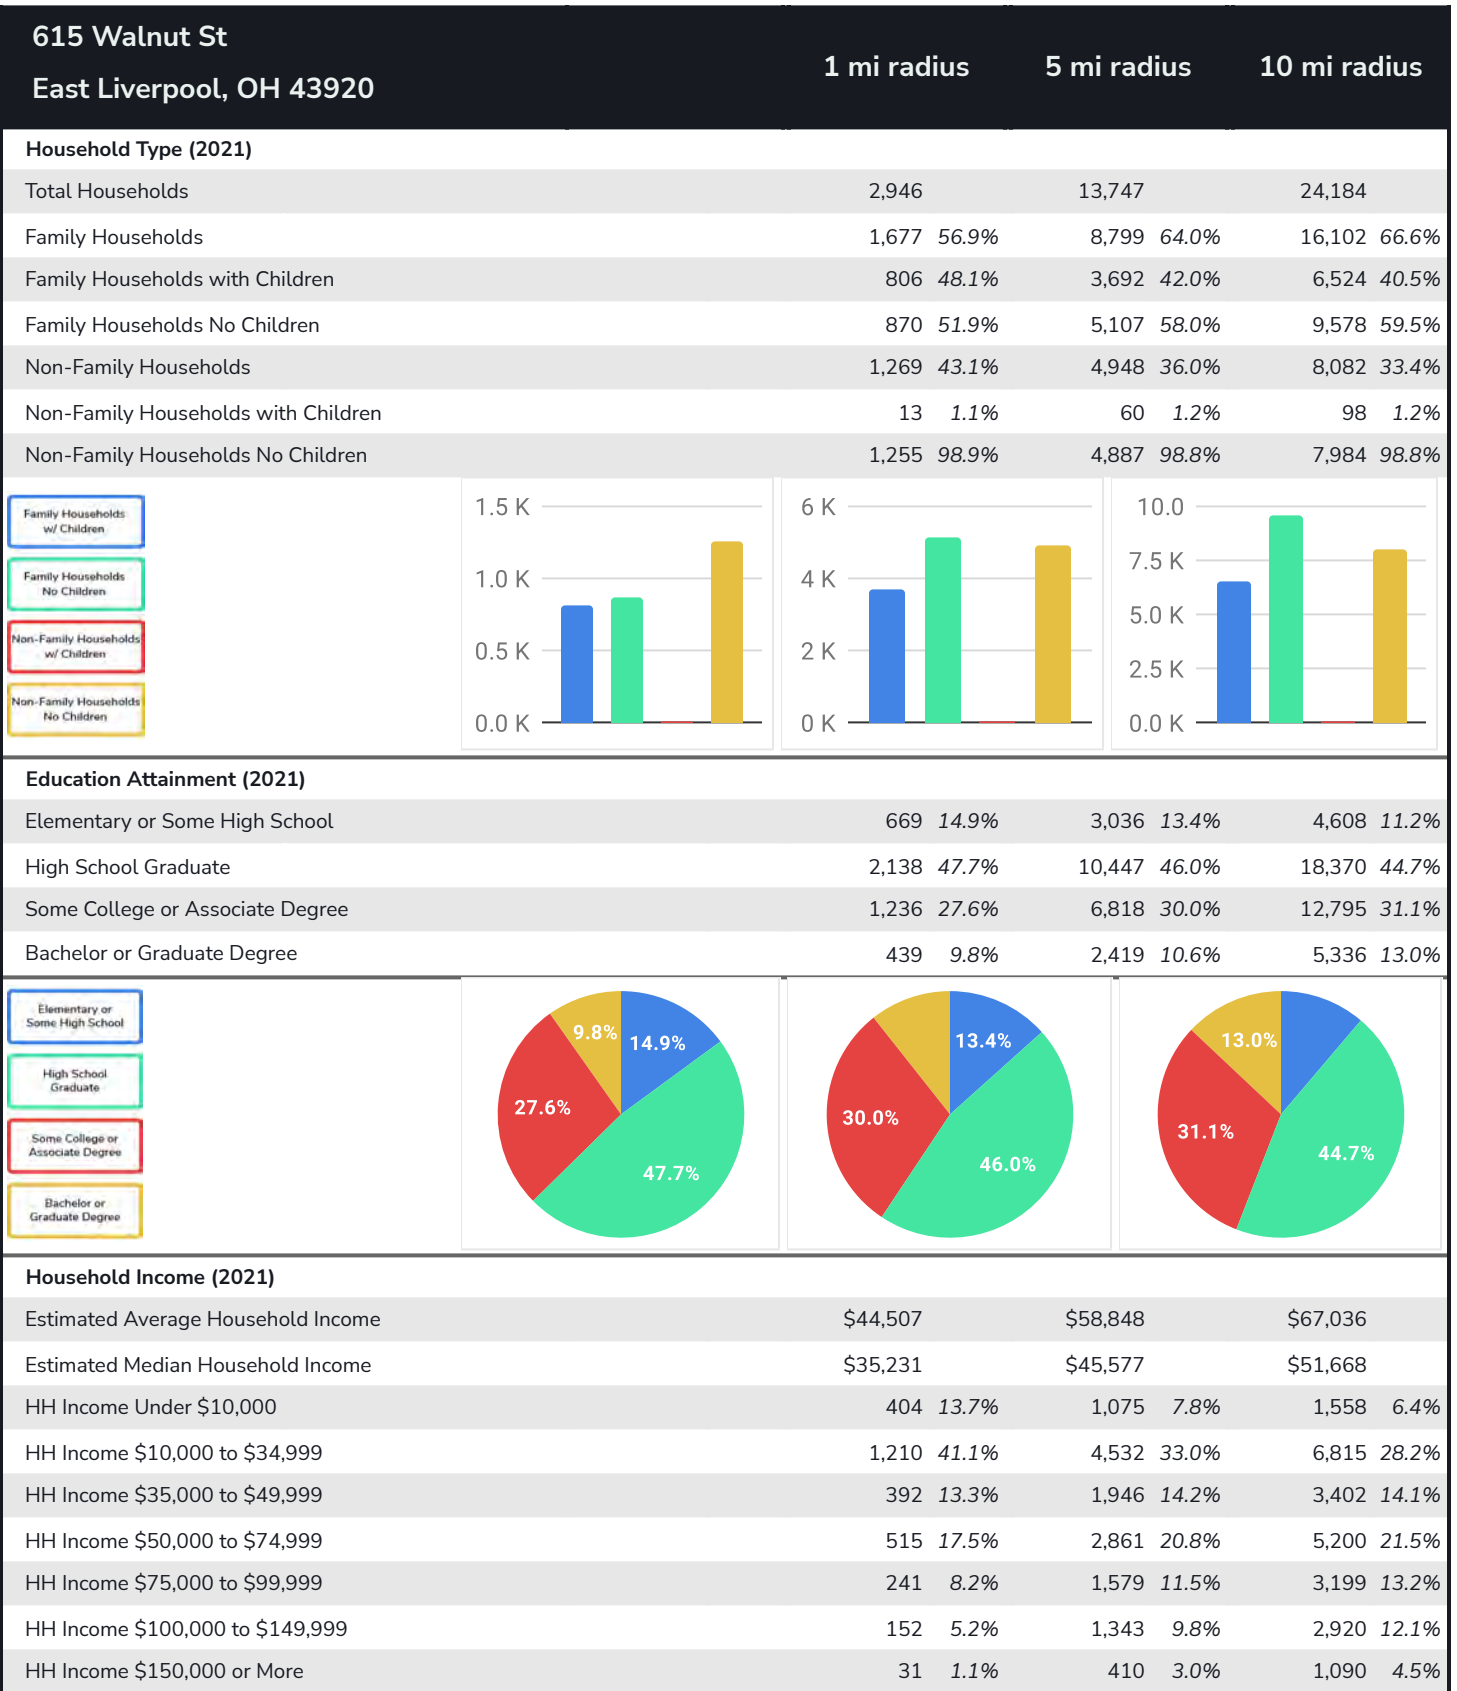 615 Walnut St
East Liverpool, OH 43920
1 mi radius 5 mi radius 10 mi radius
Household Type (2021)
Total Households 2,946 13,747 24,184
Family Households 1,677 56.9% 8,799 64.0% 16,102 66.6%
Family Households with Children 806 48.1% 3,692 42.0% 6,524 40.5%
Family Households No Children 870 51.9% 5,107 58.0% 9,578 59.5%
Non-Family Households 1,269 43.1% 4,948 36.0% 8,082 33.4%
Non-Family Households with Children 13 1.1% 60 1.2% 98 1.2%
Non-Family Households No Children 1,255 98.9% 4,887 98.8% 7,984 98.8%
Family Households
w/ Children
Family Households
No Children
Non-Family Households
w/ Children
Non-Family Households
No Children
1.5 K
1.0 K
0.5 K
0.0 K
6 K
4 K
2 K
0 K
10.0
7.5 K
5.0 K
2.5 K
0.0 K
Education Attainment (2021)
Elementary or Some High School 669 14.9% 3,036 13.4% 4,608 11.2%
High School Graduate 2,138 47.7% 10,447 46.0% 18,370 44.7%
Some College or Associate Degree 1,236 27.6% 6,818 30.0% 12,795 31.1%
Bachelor or Graduate Degree 439 9.8% 2,419 10.6% 5,336 13.0%
Elementary or
Some High School
High School
Graduate
Some College or
Associate Degree
Bachelor or
Graduate Degree
9.8% 14.9%
27.6%
47.7%
13.4%
30.0%
46.0%
13.0%
31.1%
44.7%
Household Income (2021)
Estimated Average Household Income $44,507 $58,848 $67,036
Estimated Median Household Income $35,231 $45,577 $51,668
HH Income Under $10,000 404 13.7% 1,075 7.8% 1,558 6.4%
HH Income $10,000 to $34,999 1,210 41.1% 4,532 33.0% 6,815 28.2%
HH Income $35,000 to $49,999 392 13.3% 1,946 14.2% 3,402 14.1%
HH Income $50,000 to $74,999 515 17.5% 2,861 20.8% 5,200 21.5%
HH Income $75,000 to $99,999 241 8.2% 1,579 11.5% 3,199 13.2%
HH Income $100,000 to $149,999 152 5.2% 1,343 9.8% 2,920 12.1%
HH Income $150,000 or More 31 1.1% 410 3.0% 1,090 4.5%